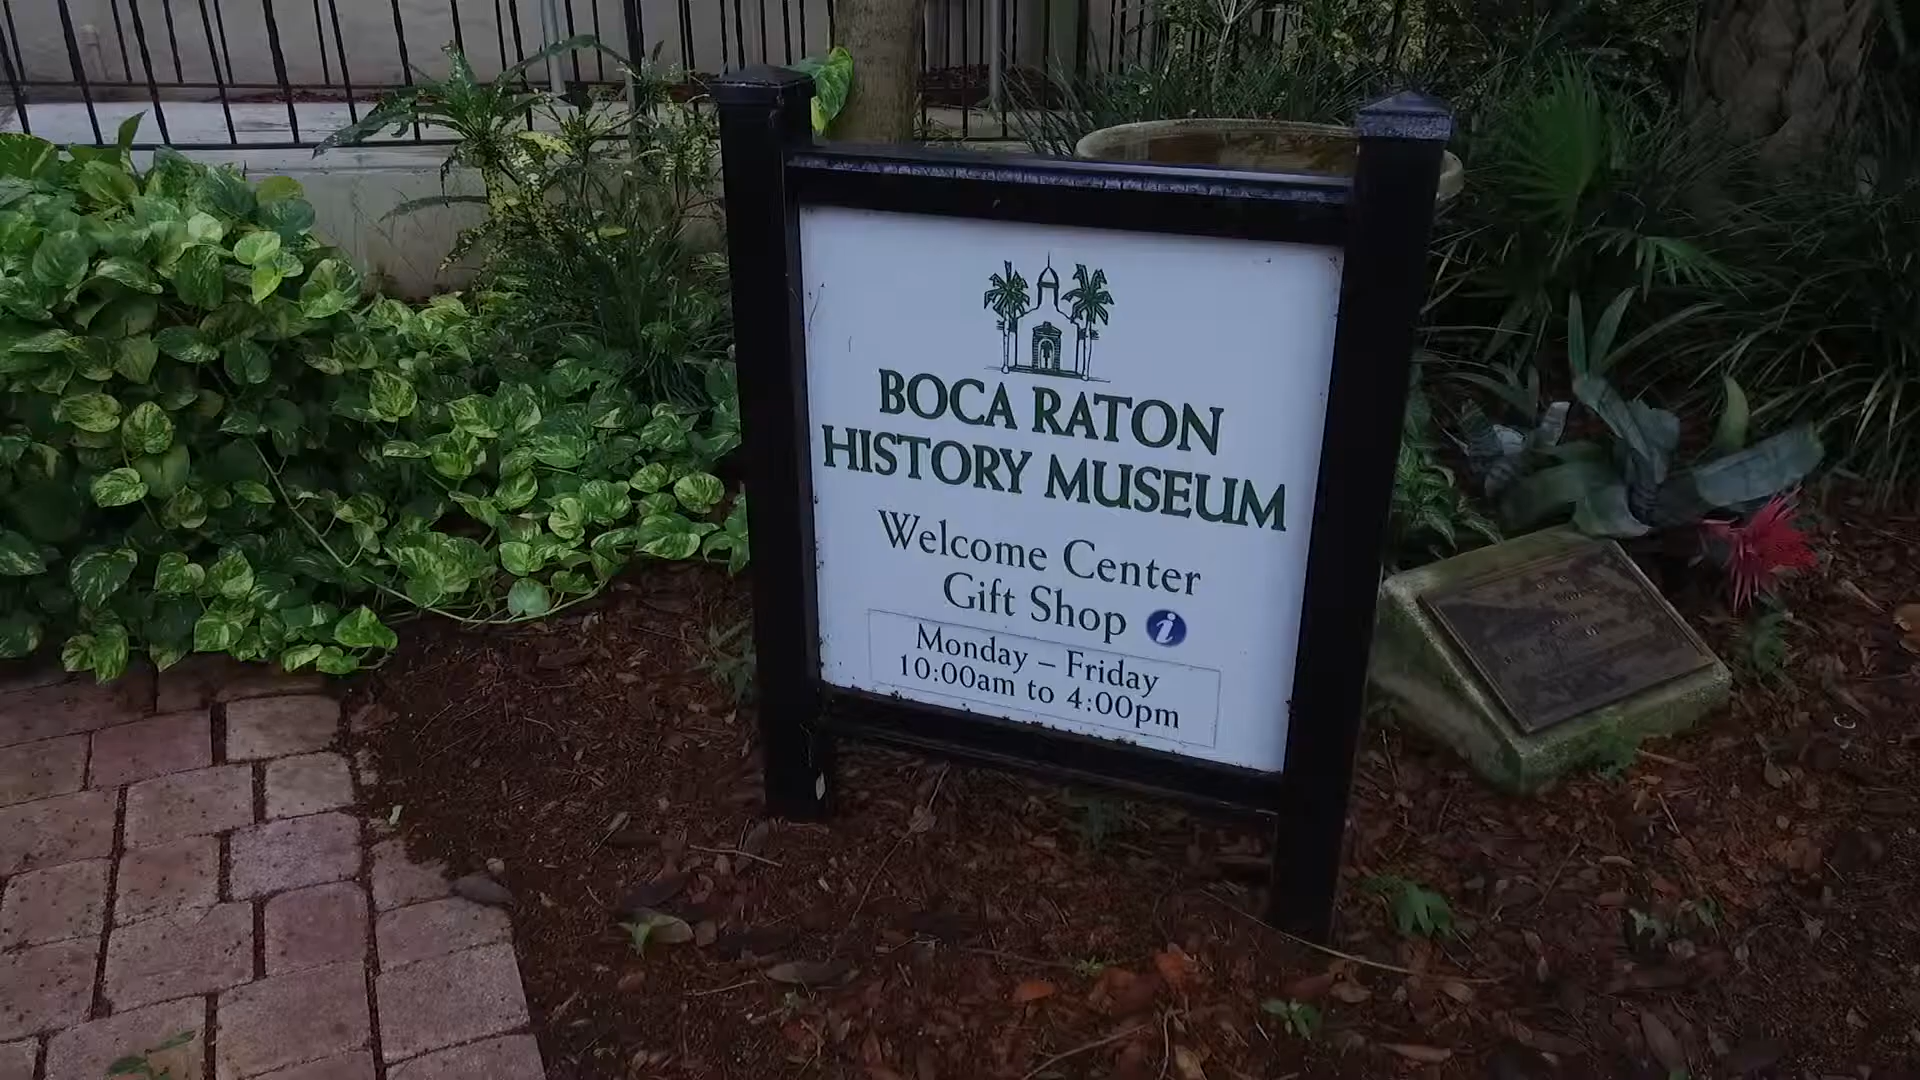 BOCA RATON
HISTORY MUSEUM
Welcome Center
Gift Shop i
Monday – Friday
10:00am to 4:00pm